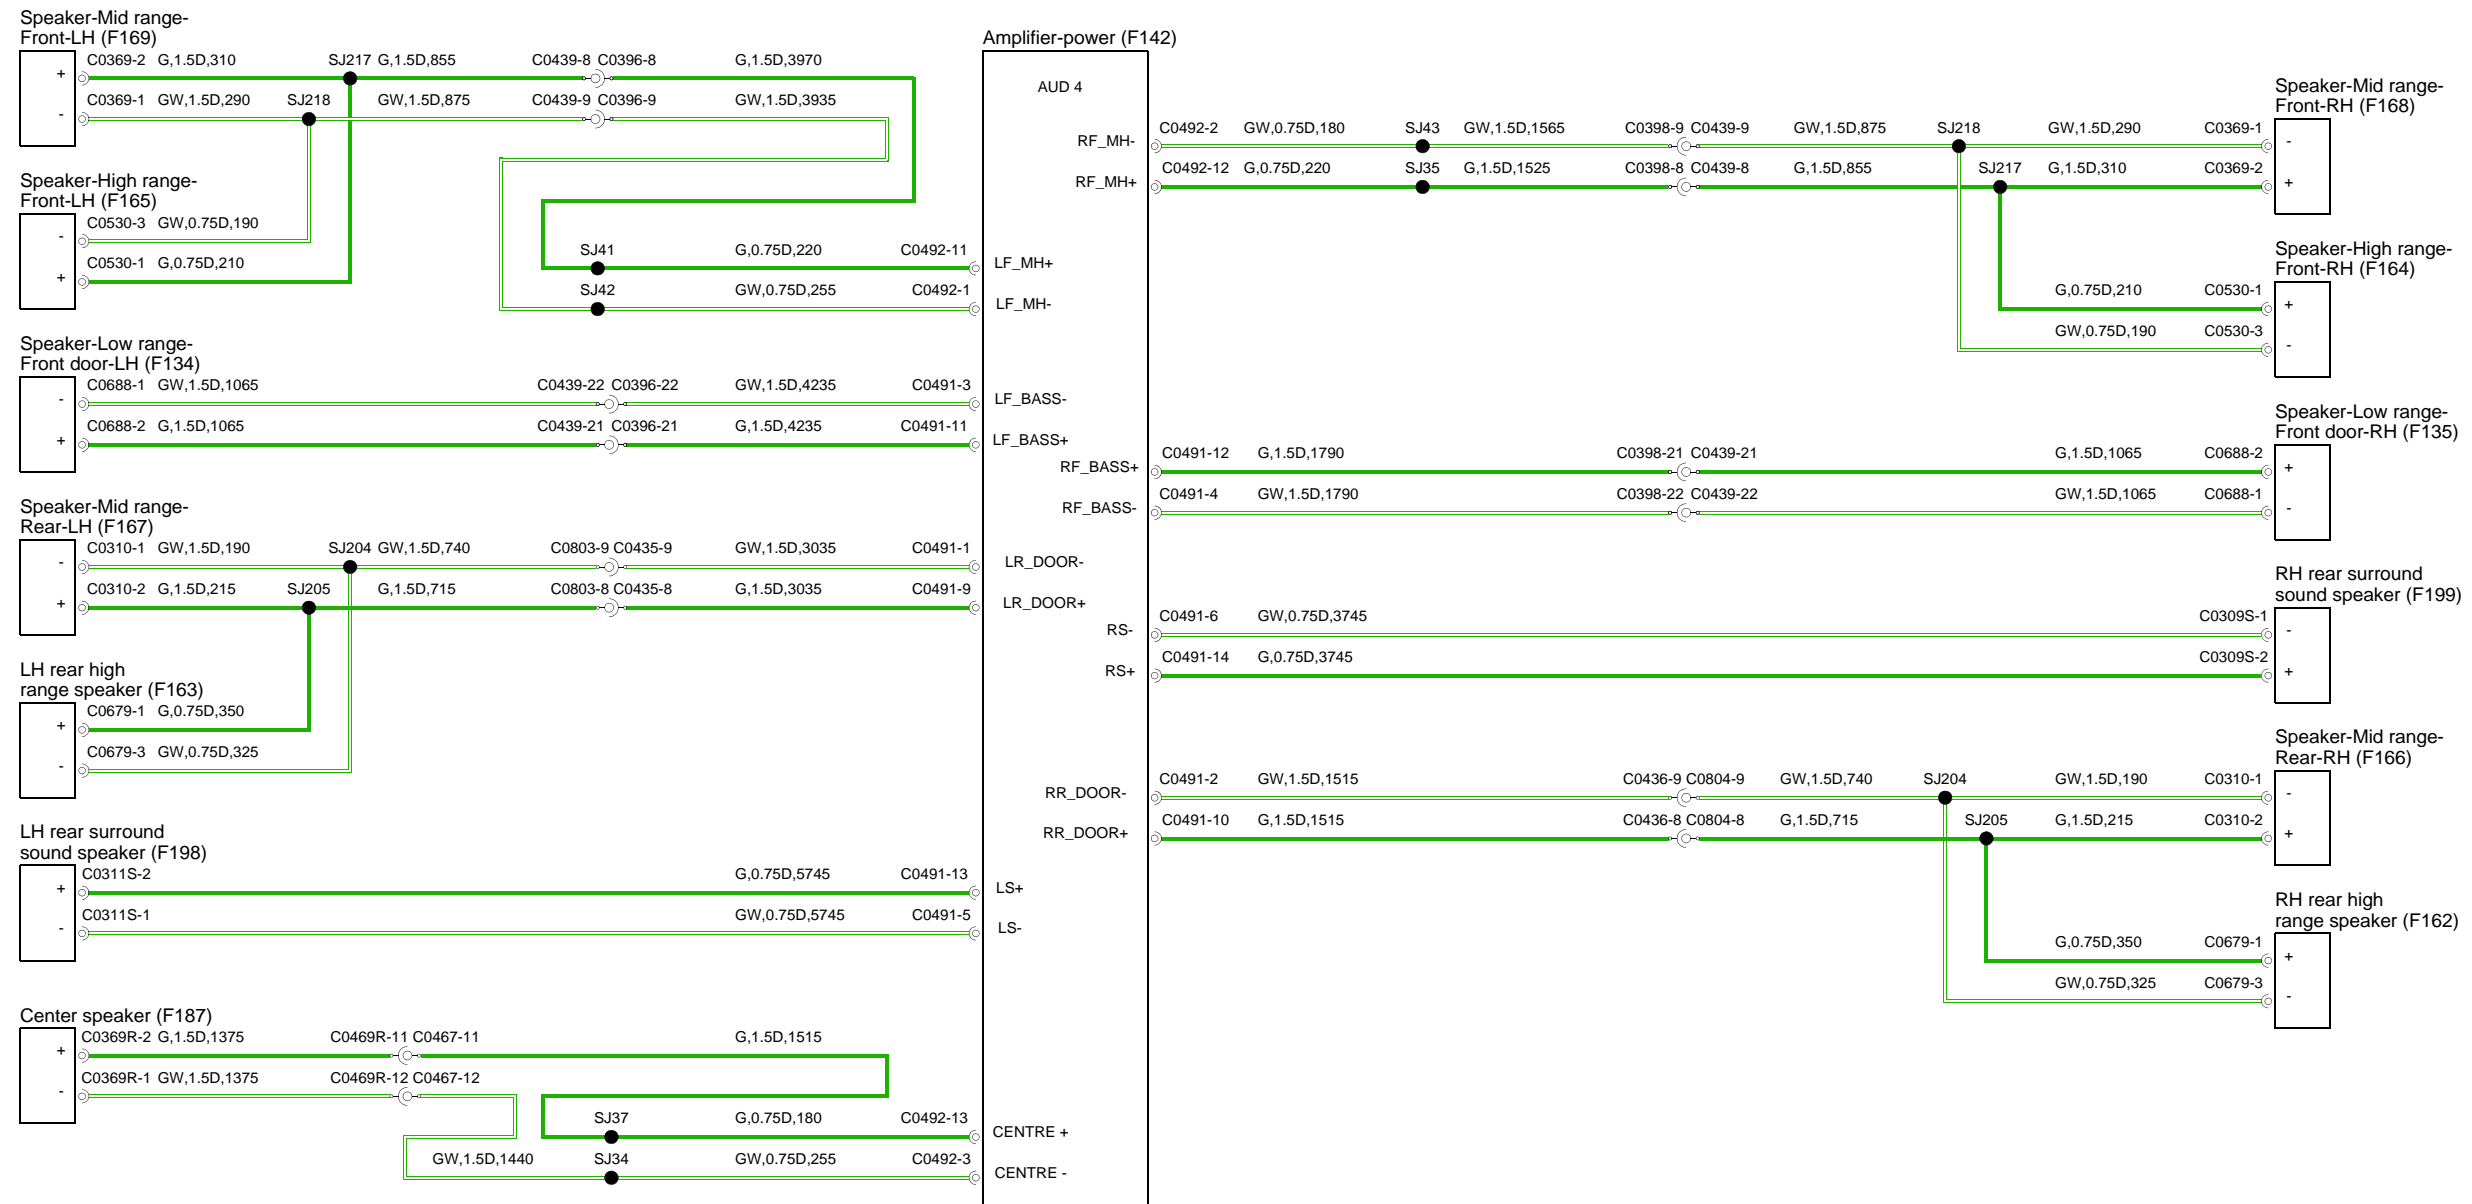 Speaker-Mid range-
Front-LH (F169)
+ C0369-2 G,1.5D,310 SJ217 G,1.5D,855 C0439-8 C0396-8 G,1.5D,3970
- C0369-1 GW,1.5D,290 SJ218 GW,1.5D,875 C0439-9 C0396-9 GW,1.5D,3935
Speaker-High range-
Front-LH (F165)
- C0530-3 GW,0.75D,190
+ C0530-1 G,0.75D,210
SJ41 G,0.75D,220 C0492-11 LF_MH+
SJ42 GW,0.75D,255 C0492-1 LF_MH-
Speaker-Low range-
Front door-LH (F134)
- C0688-1 GW,1.5D,1065 C0439-22 C0396-22 GW,1.5D,4235 C0491-3 LF_BASS-
+ C0688-2 G,1.5D,1065 C0439-21 C0396-21 G,1.5D,4235 C0491-11 LF_BASS+
Speaker-Mid range-
Rear-LH (F167)
- C0310-1 GW,1.5D,190 SJ204 GW,1.5D,740 C0803-9 C0435-9 GW,1.5D,3035 C0491-1 LR_DOOR-
+ C0310-2 G,1.5D,215 SJ205 G,1.5D,715 C0803-8 C0435-8 G,1.5D,3035 C0491-9 LR_DOOR+
LH rear high
range speaker (F163)
+ C0679-1 G,0.75D,350
- C0679-3 GW,0.75D,325
LH rear surround
sound speaker (F198)
+ C0311S-2 G,0.75D,5745 C0491-13 LS+
- C0311S-1 GW,0.75D,5745 C0491-5 LS-
Center speaker (F187)
+ C0369R-2 G,1.5D,1375 C0469R-11 C0467-11 G,1.5D,1515
- C0369R-1 GW,1.5D,1375 C0469R-12 C0467-12
SJ37 G,0.75D,180 C0492-13 CENTRE +
GW,1.5D,1440 SJ34 GW,0.75D,255 C0492-3 CENTRE -
Amplifier-power (F142)
AUD 4
Speaker-Mid range-
Front-RH (F168)
RF_MH- C0492-2 GW,0.75D,180 SJ43 GW,1.5D,1565 C0398-9 C0439-9 GW,1.5D,875 SJ218 GW,1.5D,290 C0369-1 -
RF_MH+ C0492-12 G,0.75D,220 SJ35 G,1.5D,1525 C0398-8 C0439-8 G,1.5D,855 SJ217 G,1.5D,310 C0369-2 +
Speaker-High range-
Front-RH (F164)
G,0.75D,210 C0530-1 +
GW,0.75D,190 C0530-3 -
Speaker-Low range-
Front door-RH (F135)
RF_BASS+ C0491-12 G,1.5D,1790 C0398-21 C0439-21 G,1.5D,1065 C0688-2 +
RF_BASS- C0491-4 GW,1.5D,1790 C0398-22 C0439-22 GW,1.5D,1065 C0688-1 -
RH rear surround
sound speaker (F199)
RS- C0491-6 GW,0.75D,3745 C0309S-1 -
RS+ C0491-14 G,0.75D,3745 C0309S-2 +
Speaker-Mid range-
Rear-RH (F166)
RR_DOOR- C0491-2 GW,1.5D,1515 C0436-9 C0804-9 GW,1.5D,740 SJ204 GW,1.5D,190 C0310-1 -
RR_DOOR+ C0491-10 G,1.5D,1515 C0436-8 C0804-8 G,1.5D,715 SJ205 G,1.5D,215 C0310-2 +
RH rear high
range speaker (F162)
G,0.75D,350 C0679-1 +
GW,0.75D,325 C0679-3 -